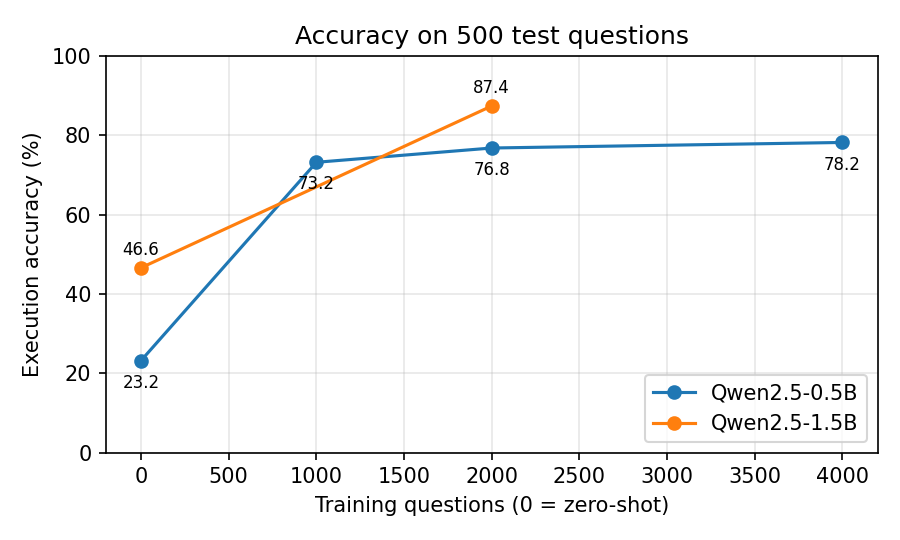 Accuracy on 500 test questions
Execution accuracy (%)
100
80
60
40
20
0
87.4
73.2
76.8
78.2
46.6
23.2
Qwen2.5-0.5B
Qwen2.5-1.5B
0 500 1000 1500 2000 2500 3000 3500 4000
Training questions (0 = zero-shot)